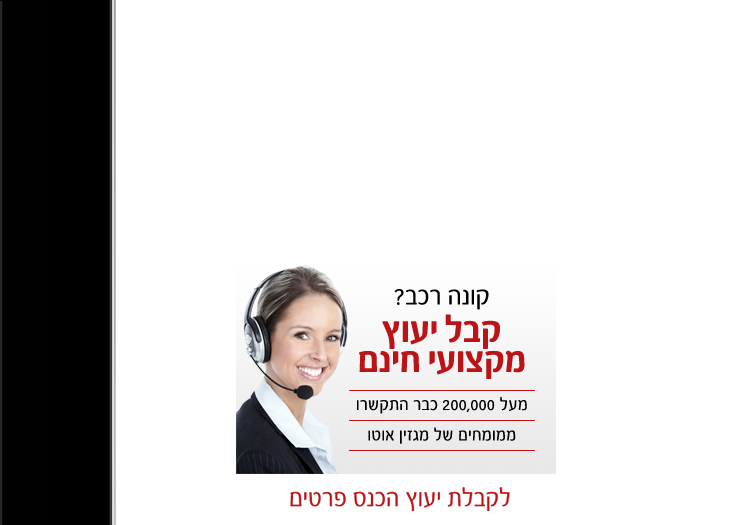 קונה רכב?
קבל יעוץ
מקצועי חינם
מעל 200,000 כבר התקשרו
ממומחים של מגזין אוטו
לקבלת יעוץ הכנס פרטים